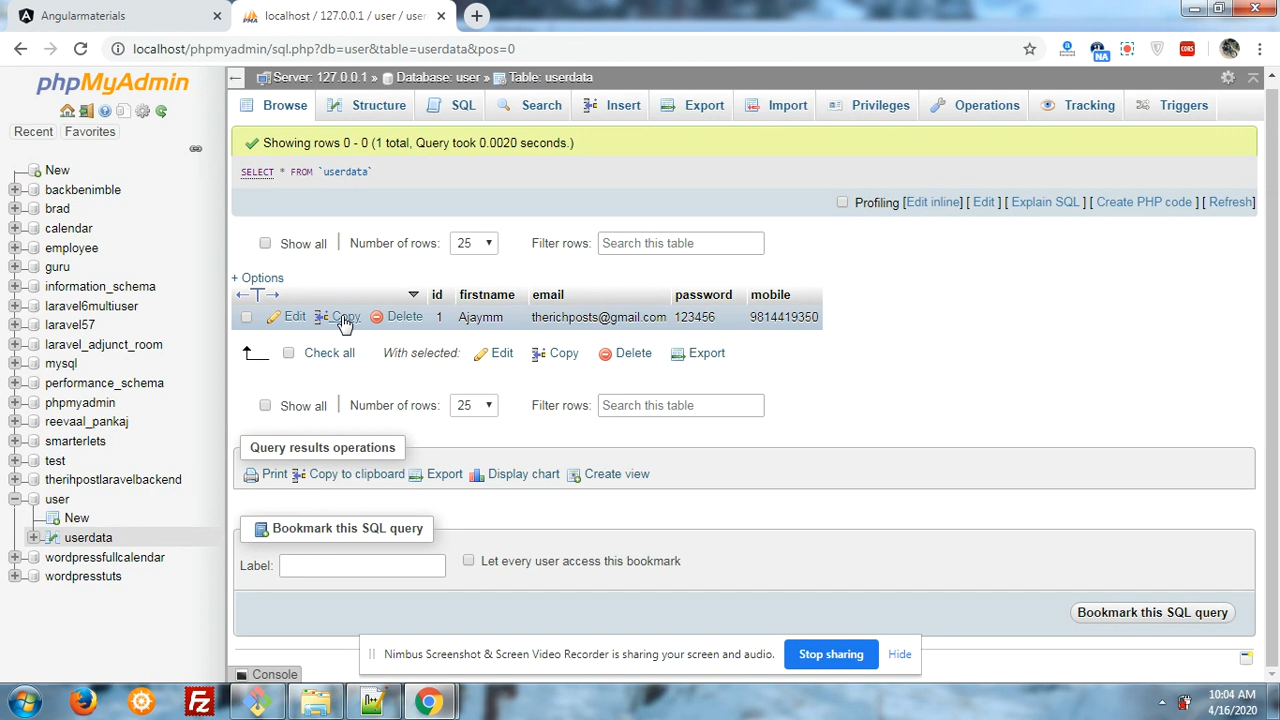 Angularmaterials
localhost / 127.0.0.1 / user / user
localhost/phpmyadmin/sql.php?db=user&table=userdata&pos=0
NA
CORS
phpMyAdmin
Recent
Favorites
New
backbenimble
brad
calendar
employee
guru
information_schema
laravel6multiuser
laravel57
laravel_adjunct_room
mysql
performance_schema
phpmyadmin
reevaal_pankaj
smarterlets
test
therihpostlaravelbackend
user
New
userdata
wordpressfullcalendar
wordpresstuts
Server: 127.0.0.1 » Database: user » Table: userdata
Browse Structure SQL Search Insert Export Import Privileges Operations Tracking Triggers
Showing rows 0 - 0 (1 total, Query took 0.0020 seconds.)
SELECT * FROM `userdata`
Profiling [Edit inline] [ Edit ] [ Explain SQL ] [ Create PHP code ] [ Refresh]
Show all Number of rows: 25 Filter rows: Search this table
+ Options
id firstname email password mobile
Edit Copy Delete 1 Ajaymm therichposts@gmail.com 123456 9814419350
Check all With selected: Edit Copy Delete Export
Show all Number of rows: 25 Filter rows: Search this table
Query results operations
Print Copy to clipboard Export Display chart Create view
Bookmark this SQL query
Label: Let every user access this bookmark
Bookmark this SQL query
Nimbus Screenshot & Screen Video Recorder is sharing your screen and audio. Stop sharing Hide
Console
10:04 AM
4/16/2020